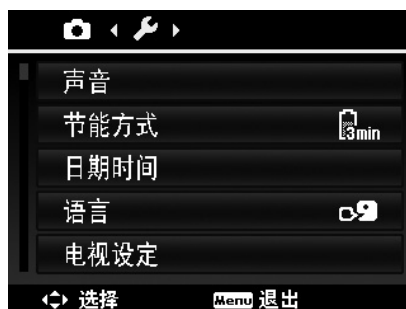 声音
节能方式 3min
日期时间
语言
电视设定
选择 Menu 退出